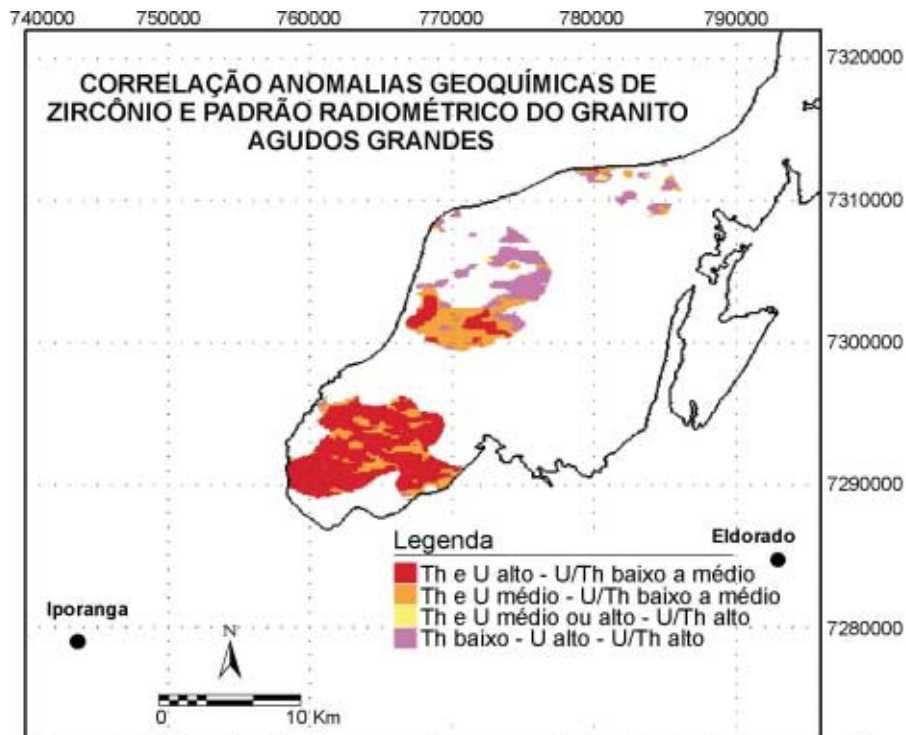 740000 750000 760000 770000 780000 790000
7320000
CORRELAÇÃO ANOMALIAS GEOQUÍMICAS DE
ZIRCÔNIO E PADRÃO RADIOMÉTRICO DO GRANITO
AGUDOS GRANDES
7310000
7300000
7290000
Legenda
Eldorado
Th e U alto - U/Th baixo a médio
Th e U médio - U/Th baixo a médio
Th e U médio ou alto - U/Th alto
Th baixo - U alto - U/Th alto
Iporanga
N
7280000
0 10 Km